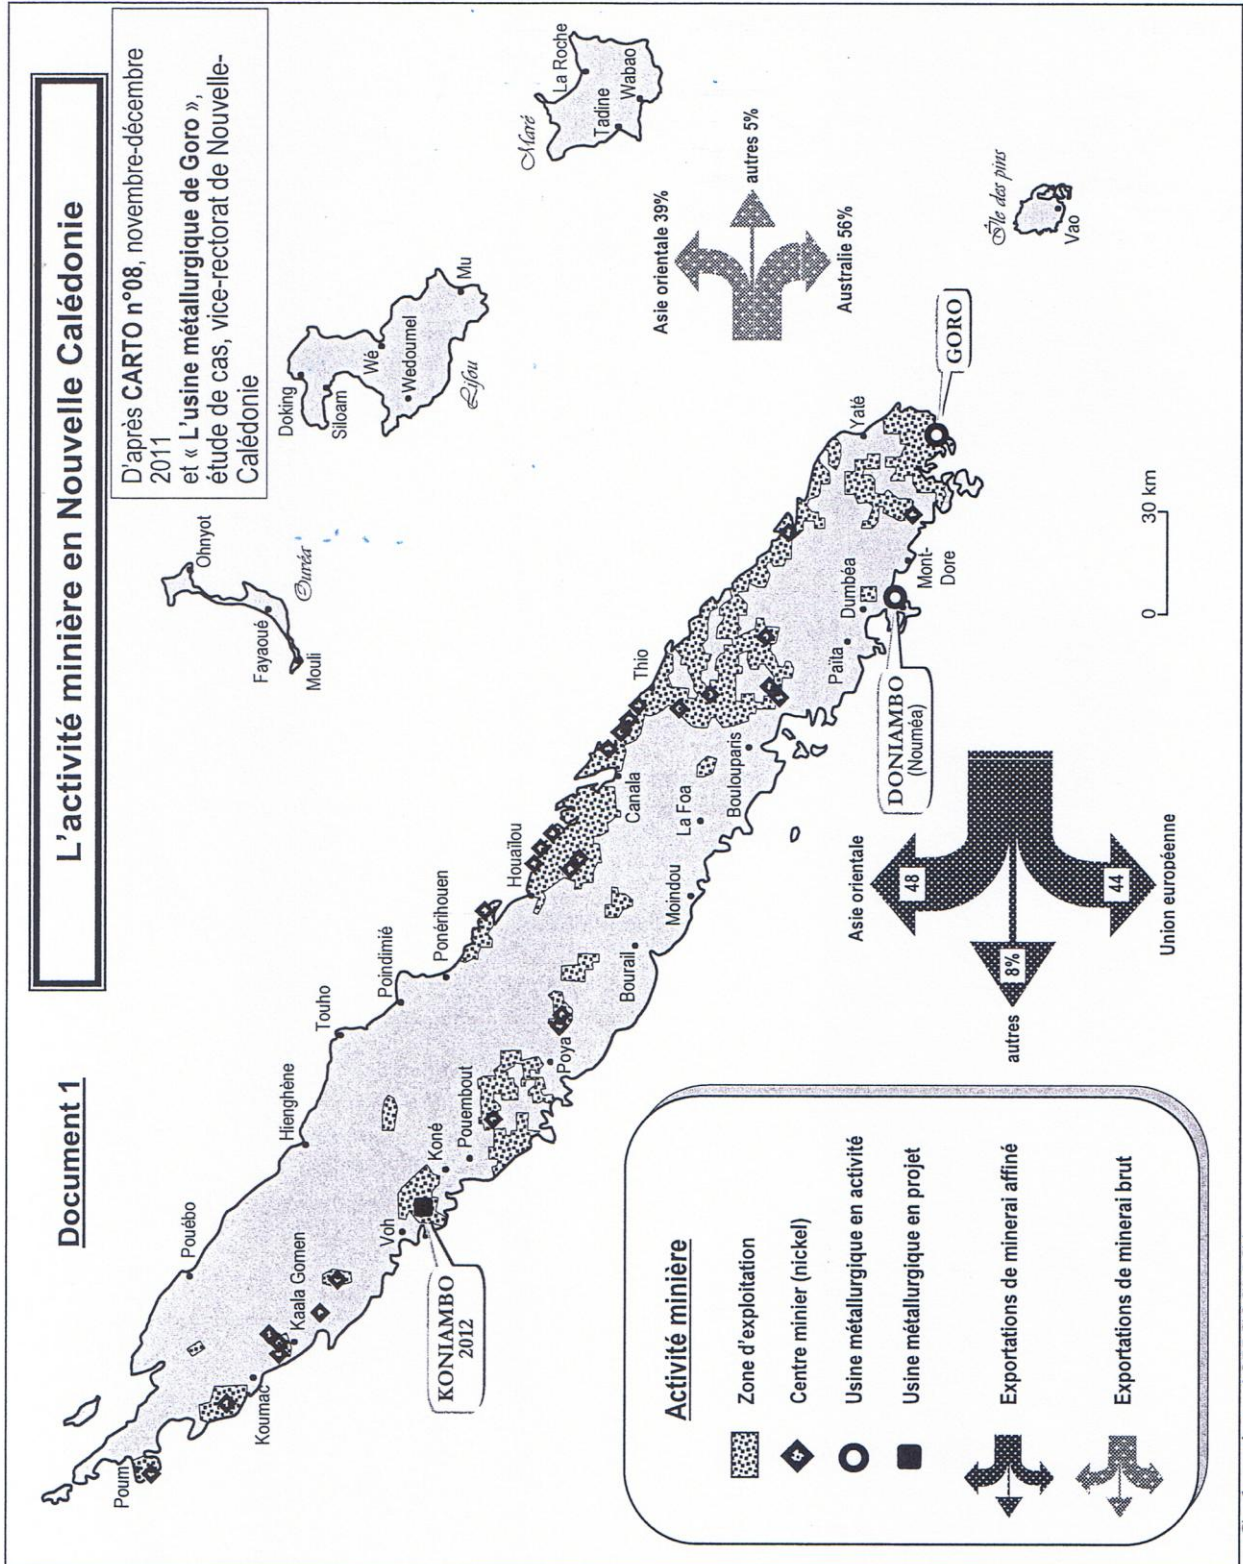 Document 1
L'activité minière en Nouvelle Calédonie
D'après CARTO n°08, novembre-décembre
2011
et « L'usine métallurgique de Goro »,
étude de cas, vice-rectorat de Nouvelle-
Calédonie
Poum
Koumac
Kaala Gomen
Pouébo
Hienghène
Touho
Poindimié
Ponérihouen
Houaïlou
Canala
Thio
Voh
Koné
Pouembout
Poya
Bourail
Moindou
La Foa
Boulouparis
Païta
Dumbéa
Mont-
Dore
Yaté
KONIAMBO
2012
DONIAMBO
(Nouméa)
GORO
Ohnyot
Fayaoué
Mouli
Ouvéa
Doking
Siloam
Wé
Wedoumel
Mu
Lifou
La Roche
Tadine
Wabao
Maré
Île des pins
Vao
Asie orientale 39%
autres 5%
Australie 56%
Asie orientale
48
8%
autres
44
Union européenne
0
30 km
Activité minière
Zone d'exploitation
Centre minier (nickel)
Usine métallurgique en activité
Usine métallurgique en projet
Exportations de minerai affiné
Exportations de minerai brut